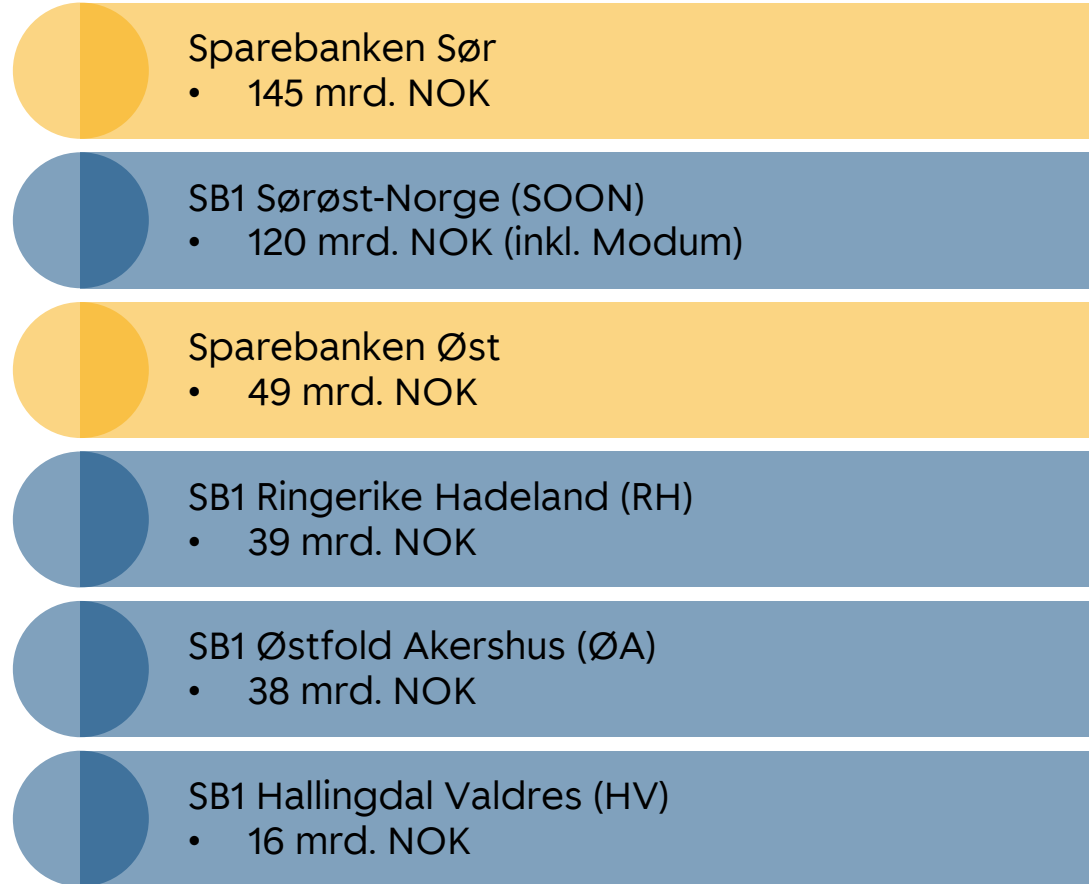 Sparebanken Sør
• 145 mrd. NOK
SB1 Sørøst-Norge (SOON)
• 120 mrd. NOK (inkl. Modum)
Sparebanken Øst
• 49 mrd. NOK
SB1 Ringerike Hadeland (RH)
• 39 mrd. NOK
SB1 Østfold Akershus (ØA)
• 38 mrd. NOK
SB1 Hallingdal Valdres (HV)
• 16 mrd. NOK